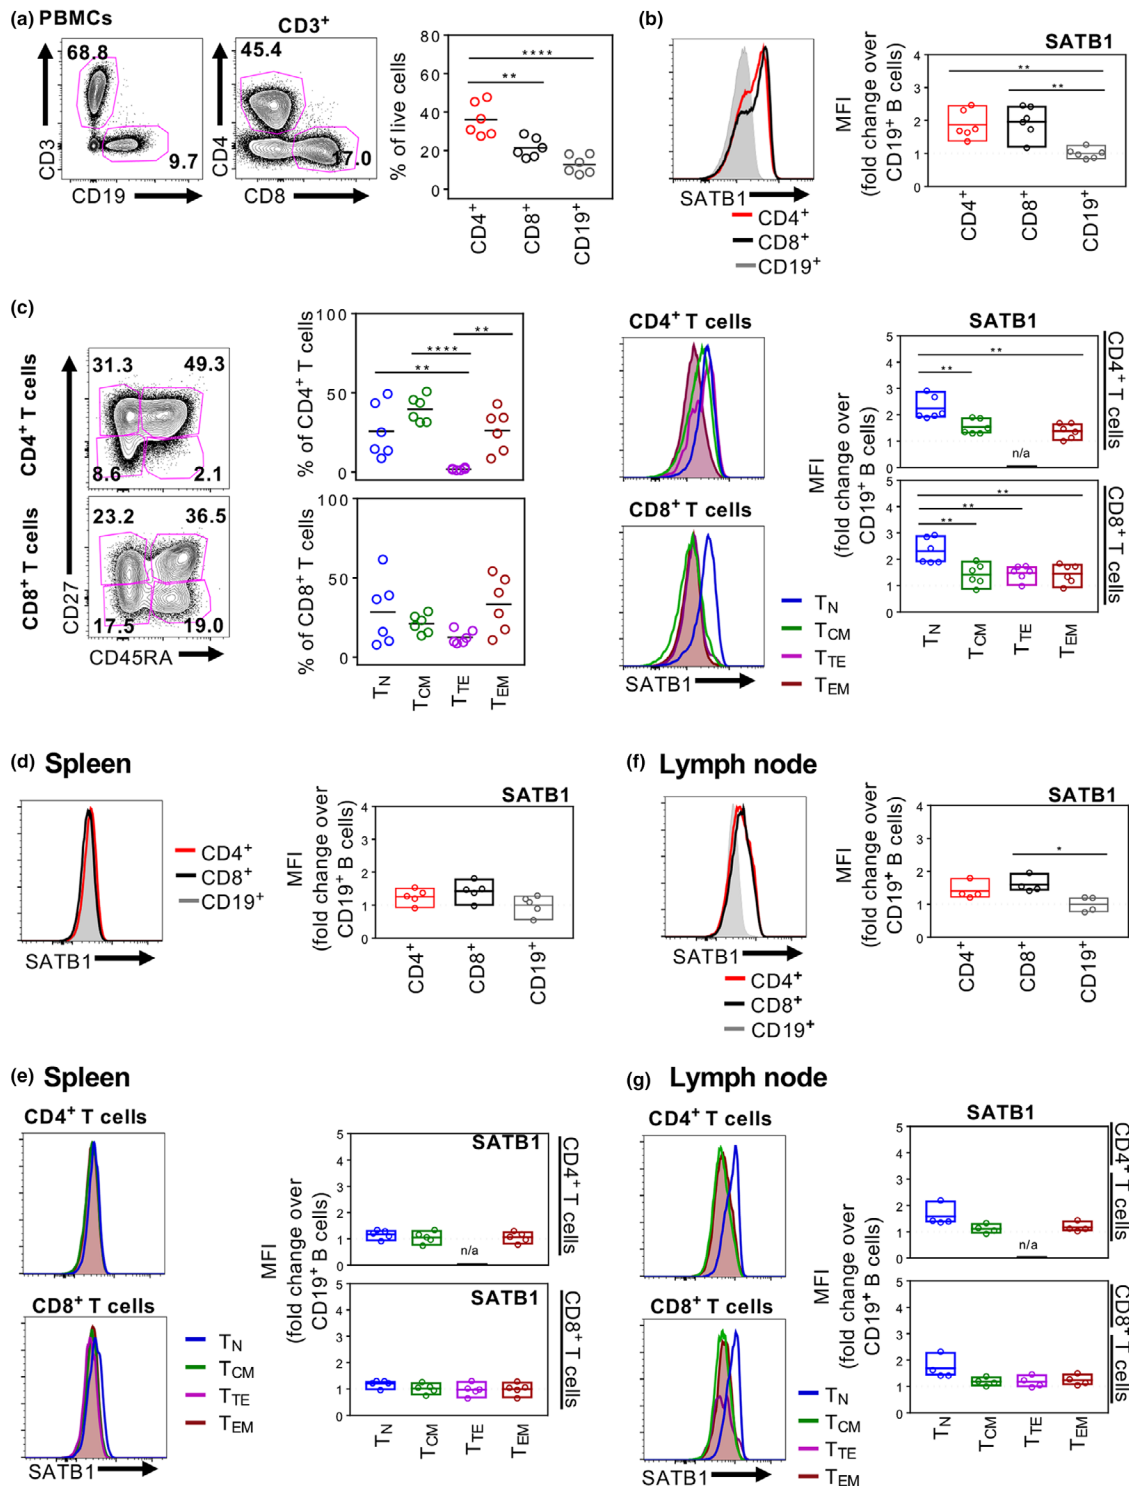 (a) PBMCs
CD3+
68.8
9.7
CD3
CD19
45.4
17.0
CD4
CD8
% of live cells
80
60
40
20
0
****
**
CD4+
CD8+
CD19+
(b)
SATB1
CD4+
CD8+
CD19+
SATB1
MFI
(fold change over
CD19+ B cells)
4
3
2
1
0
**
**
CD4+
CD8+
CD19+
(c)
CD4+ T cells
31.3
49.3
8.6
2.1
CD8+ T cells
23.2
36.5
17.5
19.0
CD27
CD45RA
% of CD4+ T cells
100
50
0
**
****
**
% of CD8+ T cells
100
50
0
TN
TCM
TTE
TEM
CD4+ T cells
CD8+ T cells
SATB1
TN
TCM
TTE
TEM
SATB1
MFI
(fold change over
CD19+ B cells)
5
4
3
2
1
0
**
**
n/a
CD4+ T cells
5
4
3
2
1
0
**
**
**
CD8+ T cells
TN
TCM
TTE
TEM
(d) Spleen
SATB1
CD4+
CD8+
CD19+
SATB1
MFI
(fold change over
CD19+ B cells)
5
4
3
2
1
0
CD4+
CD8+
CD19+
(f) Lymph node
SATB1
CD4+
CD8+
CD19+
SATB1
MFI
(fold change over
CD19+ B cells)
5
4
3
2
1
0
*
CD4+
CD8+
CD19+
(e) Spleen
CD4+ T cells
CD8+ T cells
SATB1
TN
TCM
TTE
TEM
MFI
(fold change over
CD19+ B cells)
SATB1
5
4
3
2
1
0
n/a
CD4+ T cells
SATB1
5
4
3
2
1
0
CD8+ T cells
TN
TCM
TTE
TEM
(g) Lymph node
CD4+ T cells
CD8+ T cells
SATB1
TN
TCM
TTE
TEM
SATB1
MFI
(fold change over
CD19+ B cells)
5
4
3
2
1
0
n/a
CD4+ T cells
5
4
3
2
1
0
CD8+ T cells
TN
TCM
TTE
TEM